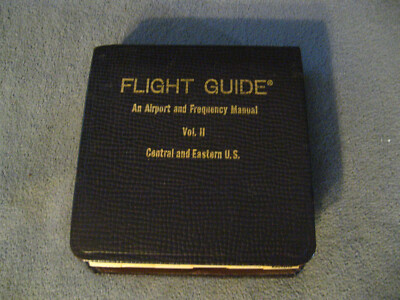 FLIGHT GUIDE®
An Airport and Frequency Manual
Vol. II
Central and Eastern U.S.